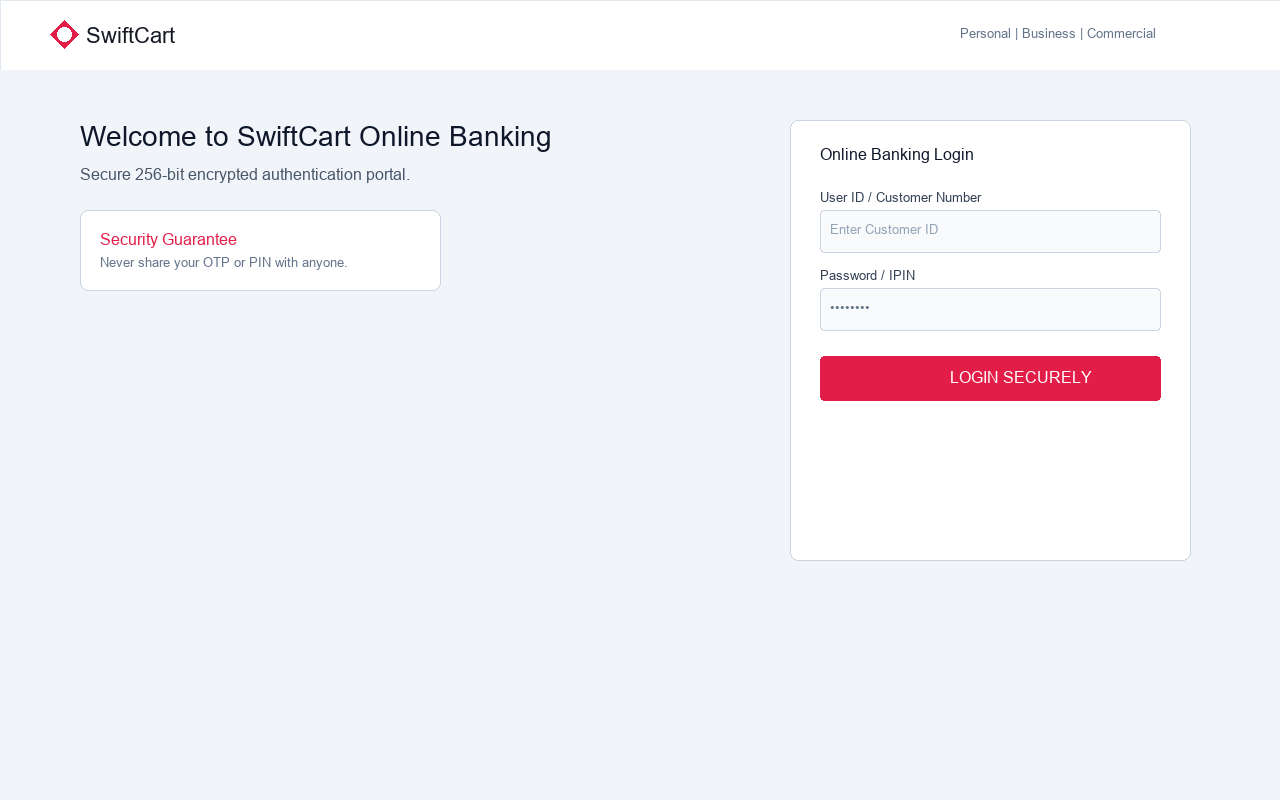 SwiftCart
Personal | Business | Commercial
Welcome to SwiftCart Online Banking
Secure 256-bit encrypted authentication portal.
Security Guarantee
Never share your OTP or PIN with anyone.
Online Banking Login
User ID / Customer Number
Enter Customer ID
Password / IPIN
••••••••
LOGIN SECURELY